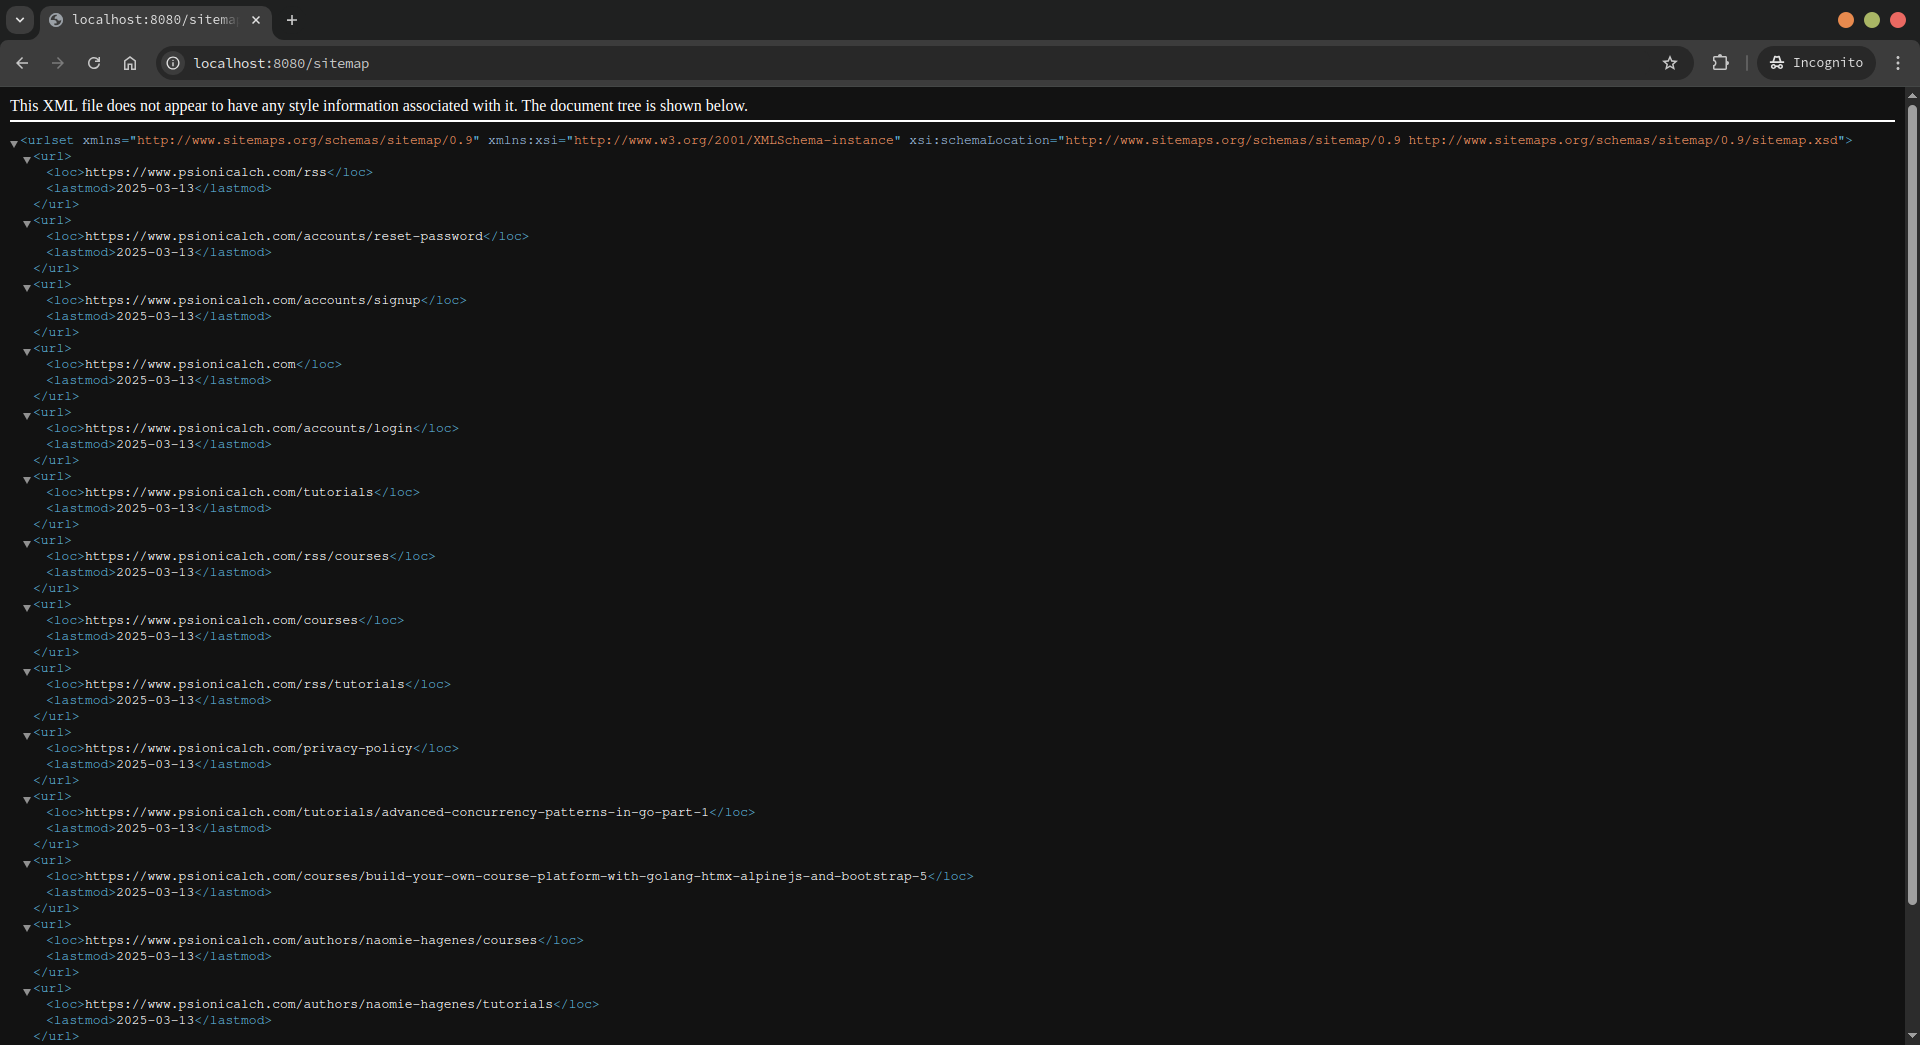 localhost:8080/sitema
localhost:8080/sitemap
Incognito
This XML file does not appear to have any style information associated with it. The document tree is shown below.
<urlset xmlns="http://www.sitemaps.org/schemas/sitemap/0.9" xmlns:xsi="http://www.w3.org/2001/XMLSchema-instance" xsi:schemaLocation="http://www.sitemaps.org/schemas/sitemap/0.9 http://www.sitemaps.org/schemas/sitemap/0.9/sitemap.xsd">
<url>
<loc>https://www.psionicalch.com/rss</loc>
<lastmod>2025-03-13</lastmod>
</url>
<url>
<loc>https://www.psionicalch.com/accounts/reset-password</loc>
<lastmod>2025-03-13</lastmod>
</url>
<url>
<loc>https://www.psionicalch.com/accounts/signup</loc>
<lastmod>2025-03-13</lastmod>
</url>
<url>
<loc>https://www.psionicalch.com</loc>
<lastmod>2025-03-13</lastmod>
</url>
<url>
<loc>https://www.psionicalch.com/accounts/login</loc>
<lastmod>2025-03-13</lastmod>
</url>
<url>
<loc>https://www.psionicalch.com/tutorials</loc>
<lastmod>2025-03-13</lastmod>
</url>
<url>
<loc>https://www.psionicalch.com/rss/courses</loc>
<lastmod>2025-03-13</lastmod>
</url>
<url>
<loc>https://www.psionicalch.com/courses</loc>
<lastmod>2025-03-13</lastmod>
</url>
<url>
<loc>https://www.psionicalch.com/rss/tutorials</loc>
<lastmod>2025-03-13</lastmod>
</url>
<url>
<loc>https://www.psionicalch.com/privacy-policy</loc>
<lastmod>2025-03-13</lastmod>
</url>
<url>
<loc>https://www.psionicalch.com/tutorials/advanced-concurrency-patterns-in-go-part-1</loc>
<lastmod>2025-03-13</lastmod>
</url>
<url>
<loc>https://www.psionicalch.com/courses/build-your-own-course-platform-with-golang-htmx-alpinejs-and-bootstrap-5</loc>
<lastmod>2025-03-13</lastmod>
</url>
<url>
<loc>https://www.psionicalch.com/authors/naomie-hagenes/courses</loc>
<lastmod>2025-03-13</lastmod>
</url>
<url>
<loc>https://www.psionicalch.com/authors/naomie-hagenes/tutorials</loc>
<lastmod>2025-03-13</lastmod>
</url>